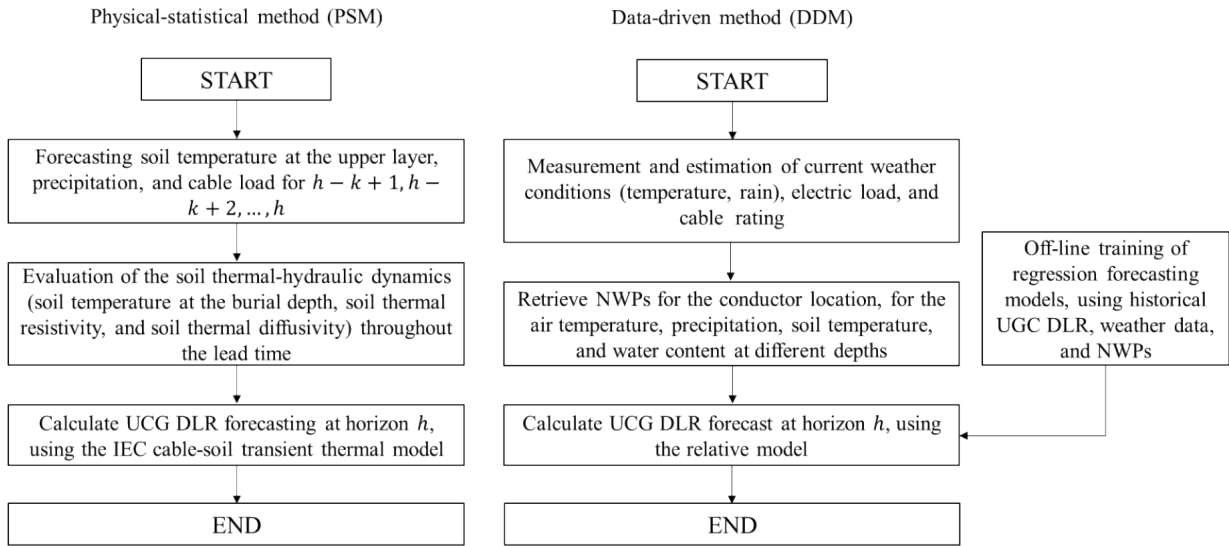 Physical-statistical method (PSM)
START
Forecasting soil temperature at the upper layer,
precipitation, and cable load for h − k + 1, h −
k + 2, … , h
Evaluation of the soil thermal-hydraulic dynamics
(soil temperature at the burial depth, soil thermal
resistivity, and soil thermal diffusivity) throughout
the lead time
Calculate UCG DLR forecasting at horizon h,
using the IEC cable-soil transient thermal model
END
Data-driven method (DDM)
START
Measurement and estimation of current weather
conditions (temperature, rain), electric load, and
cable rating
Retrieve NWPs for the conductor location, for the
air temperature, precipitation, soil temperature,
and water content at different depths
Calculate UCG DLR forecast at horizon h, using
the relative model
END
Off-line training of
regression forecasting
models, using historical
UGC DLR, weather data,
and NWPs